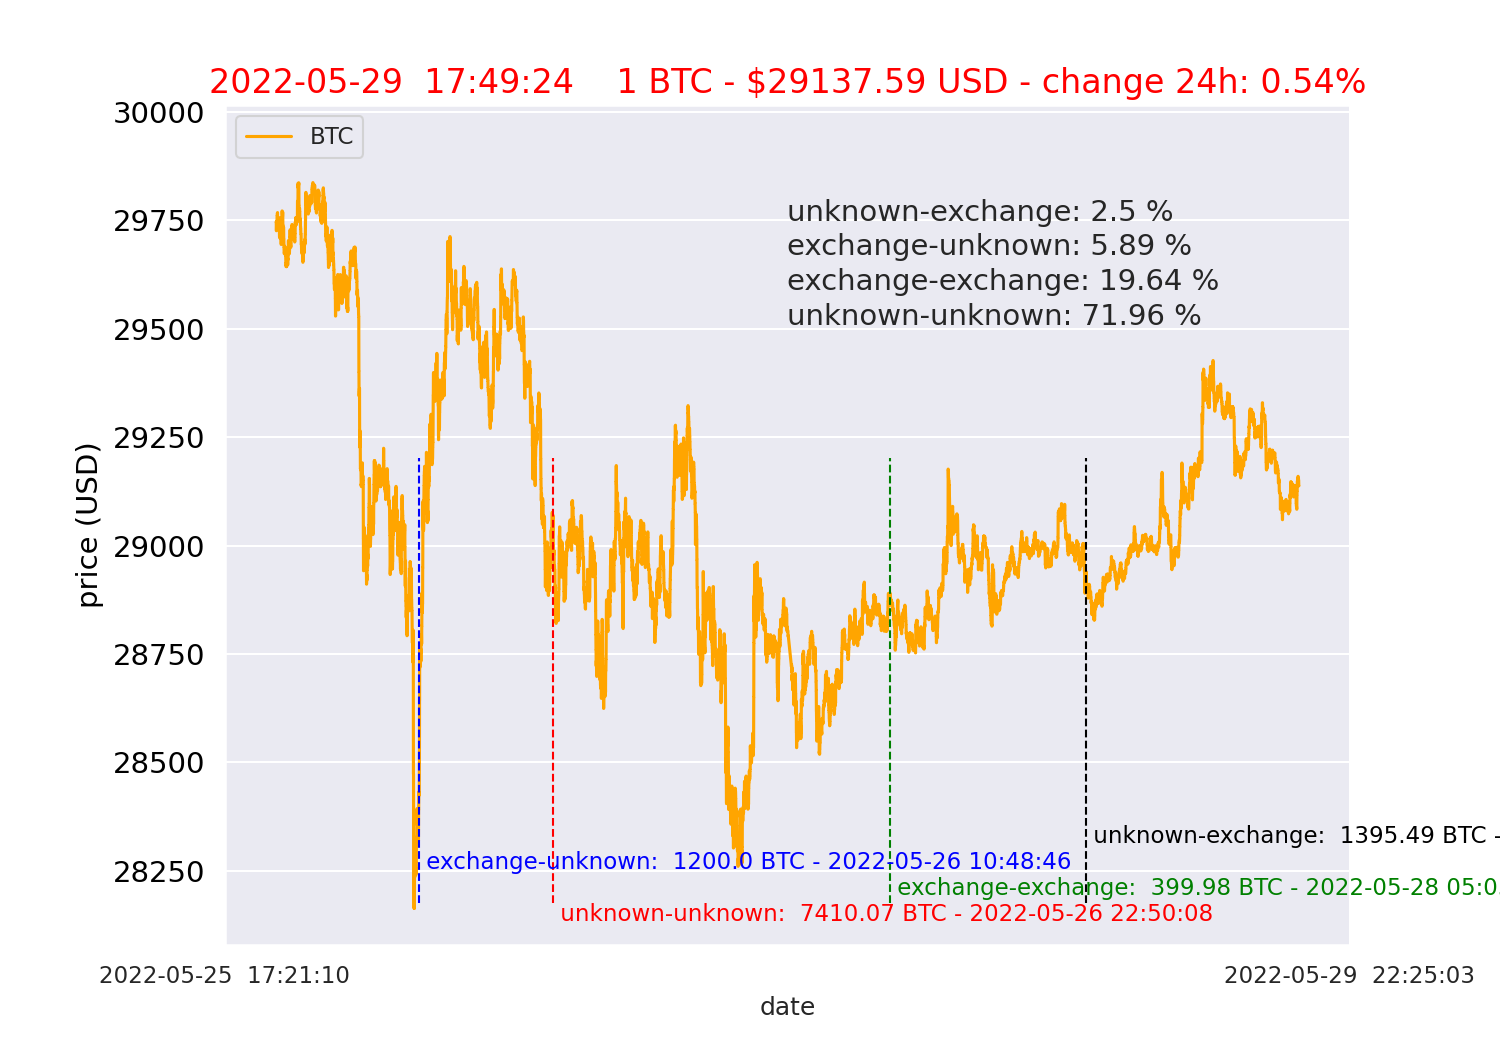 2022-05-29  17:49:24    1 BTC - $29137.59 USD - change 24h: 0.54%
30000
BTC
29750
unknown-exchange: 2.5 %
exchange-unknown: 5.89 %
exchange-exchange: 19.64 %
29500
unknown-unknown: 71.96 %
29250
price (USD)
29000
28750
28500
unknown-exchange:  1395.49 BTC -
28250
exchange-unknown:  1200.0 BTC - 2022-05-26 10:48:46
exchange-exchange:  399.98 BTC - 2022-05-28 05:0
unknown-unknown:  7410.07 BTC - 2022-05-26 22:50:08
2022-05-25  17:21:10
2022-05-29  22:25:03
date